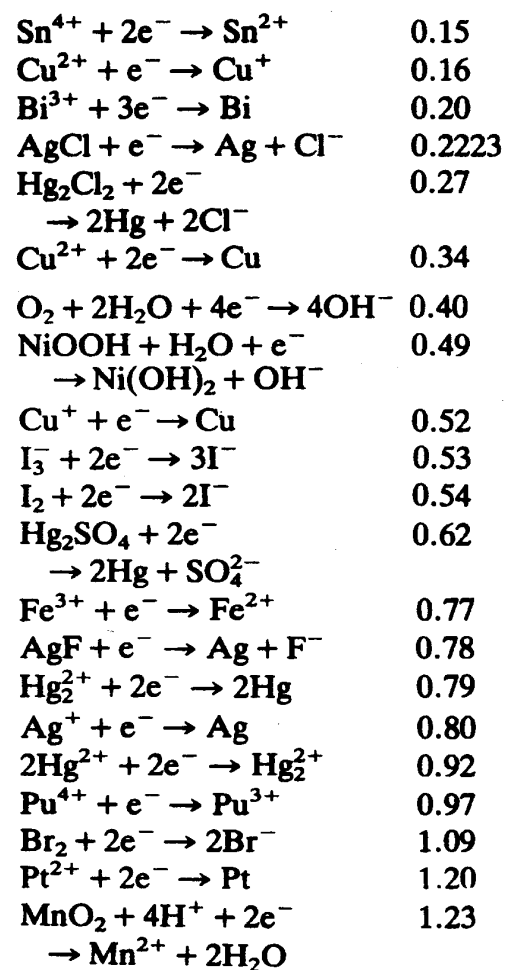 Sn⁴⁺ + 2e⁻ → Sn²⁺ 0.15
Cu²⁺ + e⁻ → Cu⁺ 0.16
Bi³⁺ + 3e⁻ → Bi 0.20
AgCl + e⁻ → Ag + Cl⁻ 0.2223
Hg₂Cl₂ + 2e⁻ 0.27
→ 2Hg + 2Cl⁻
Cu²⁺ + 2e⁻ → Cu 0.34
O₂ + 2H₂O + 4e⁻ → 4OH⁻ 0.40
NiOOH + H₂O + e⁻ 0.49
→ Ni(OH)₂ + OH⁻
Cu⁺ + e⁻ → Cu 0.52
I₃⁻ + 2e⁻ → 3I⁻ 0.53
I₂ + 2e⁻ → 2I⁻ 0.54
Hg₂SO₄ + 2e⁻ 0.62
→ 2Hg + SO₄²⁻
Fe³⁺ + e⁻ → Fe²⁺ 0.77
AgF + e⁻ → Ag + F⁻ 0.78
Hg₂²⁺ + 2e⁻ → 2Hg 0.79
Ag⁺ + e⁻ → Ag 0.80
2Hg²⁺ + 2e⁻ → Hg₂²⁺ 0.92
Pu⁴⁺ + e⁻ → Pu³⁺ 0.97
Br₂ + 2e⁻ → 2Br⁻ 1.09
Pt²⁺ + 2e⁻ → Pt 1.20
MnO₂ + 4H⁺ + 2e⁻ 1.23
→ Mn²⁺ + 2H₂O